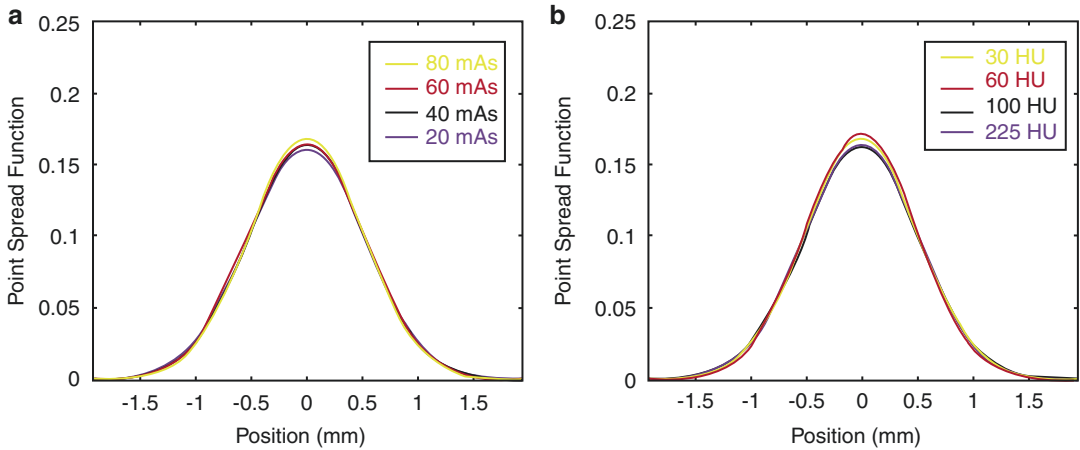 a
0.25
0.2
0.15
0.1
0.05
0
Point Spread Function
80 mAs
60 mAs
40 mAs
20 mAs
-1.5
-1
-0.5
0
0.5
1
1.5
Position (mm)
b
0.25
0.2
0.15
0.1
0.05
0
Point Spread Function
30 HU
60 HU
100 HU
225 HU
-1.5
-1
-0.5
0
0.5
1
1.5
Position (mm)